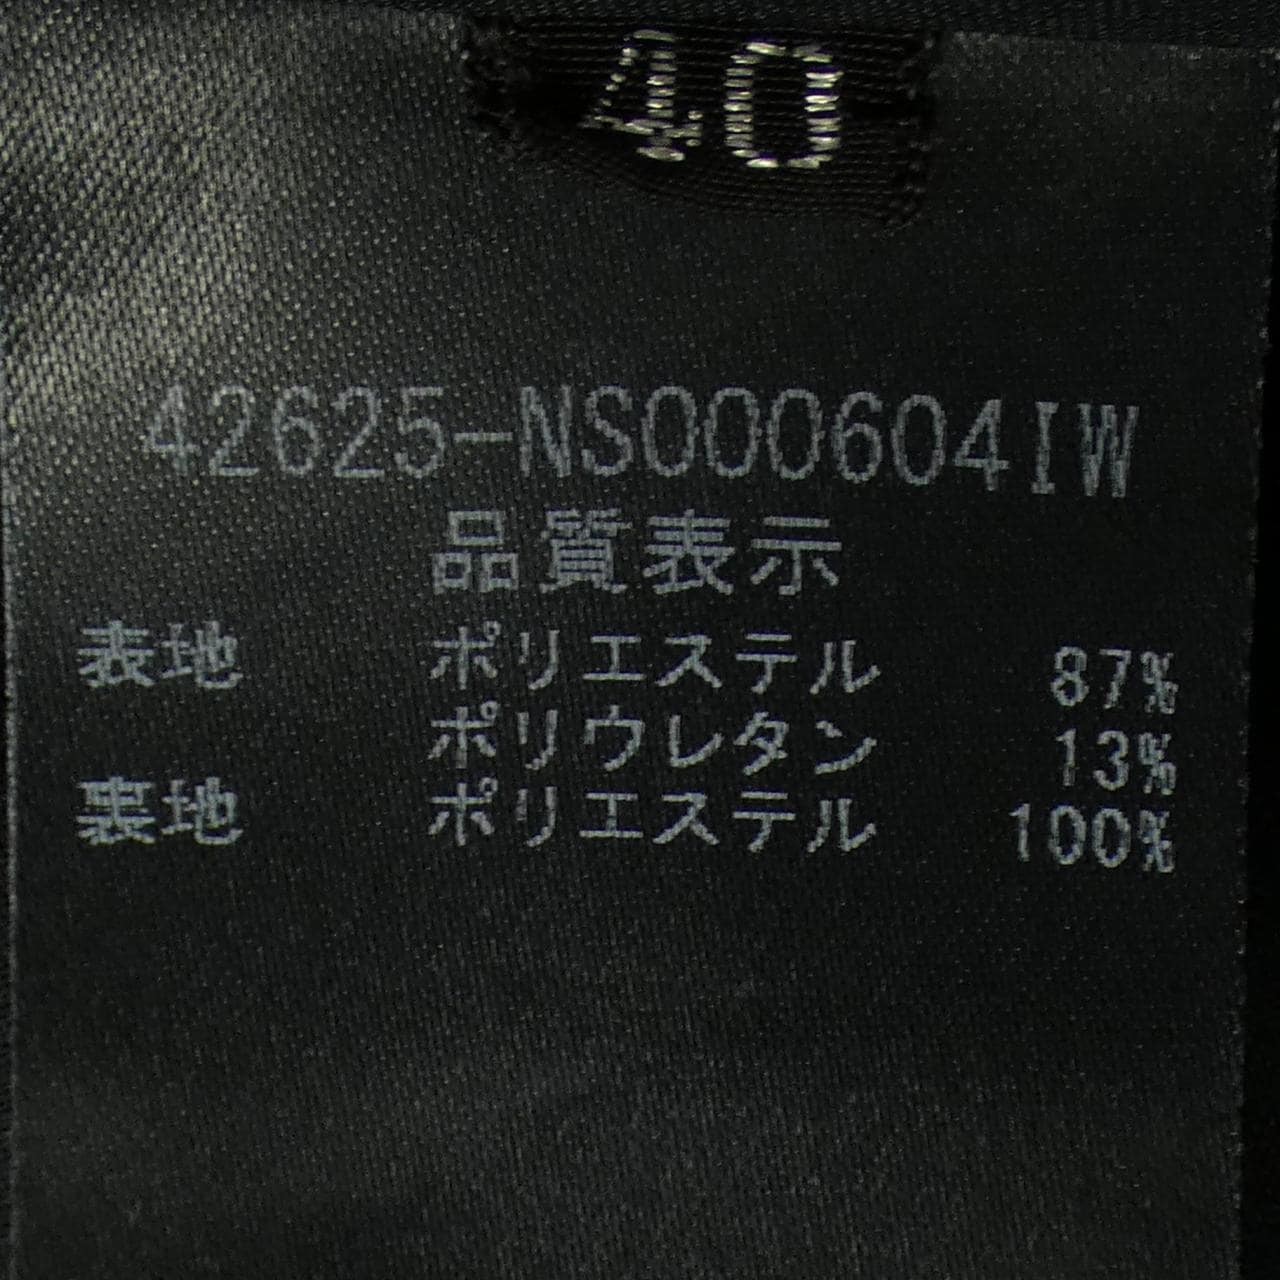 40
42625-NS000604IW
品質表示
表地 ポリエステル 87%
ポリウレタン 13%
裏地 ポリエステル 100%